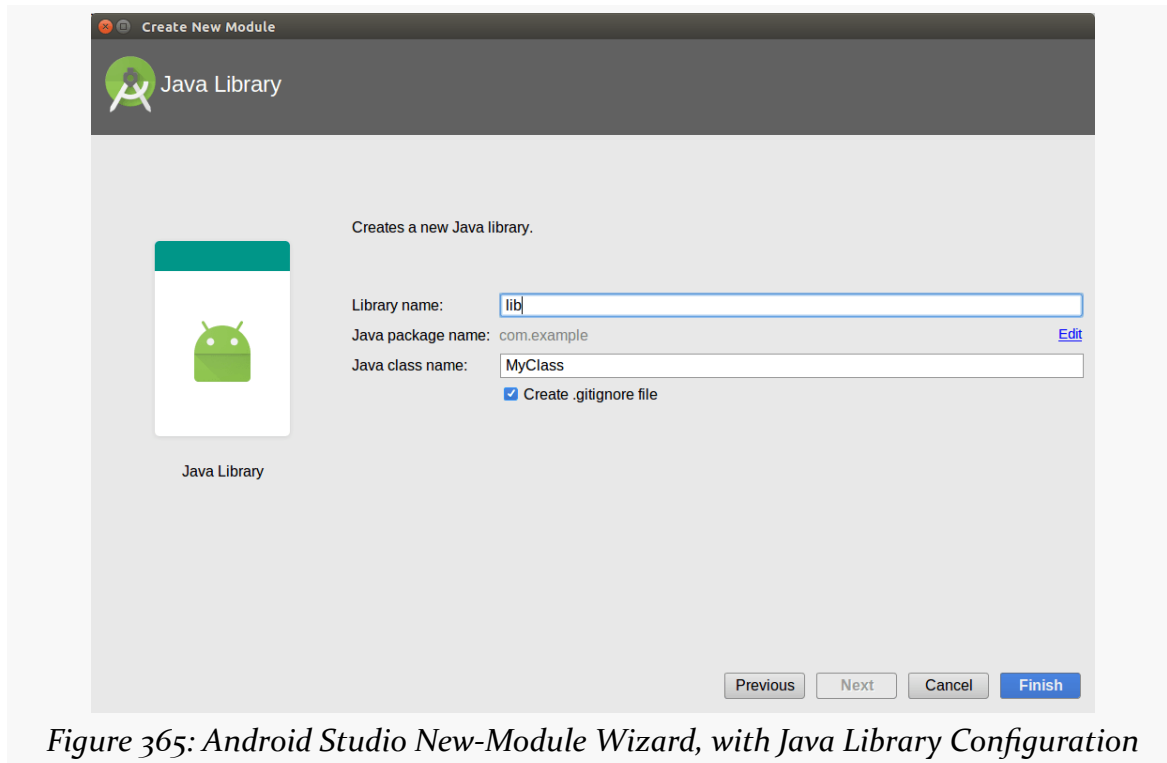 Create New Module
Java Library
Creates a new Java library.
Library name: lib
Java package name: com.example Edit
Java class name: MyClass
Create .gitignore file
Java Library
Previous Next Cancel Finish
Figure 365: Android Studio New-Module Wizard, with Java Library Configuration